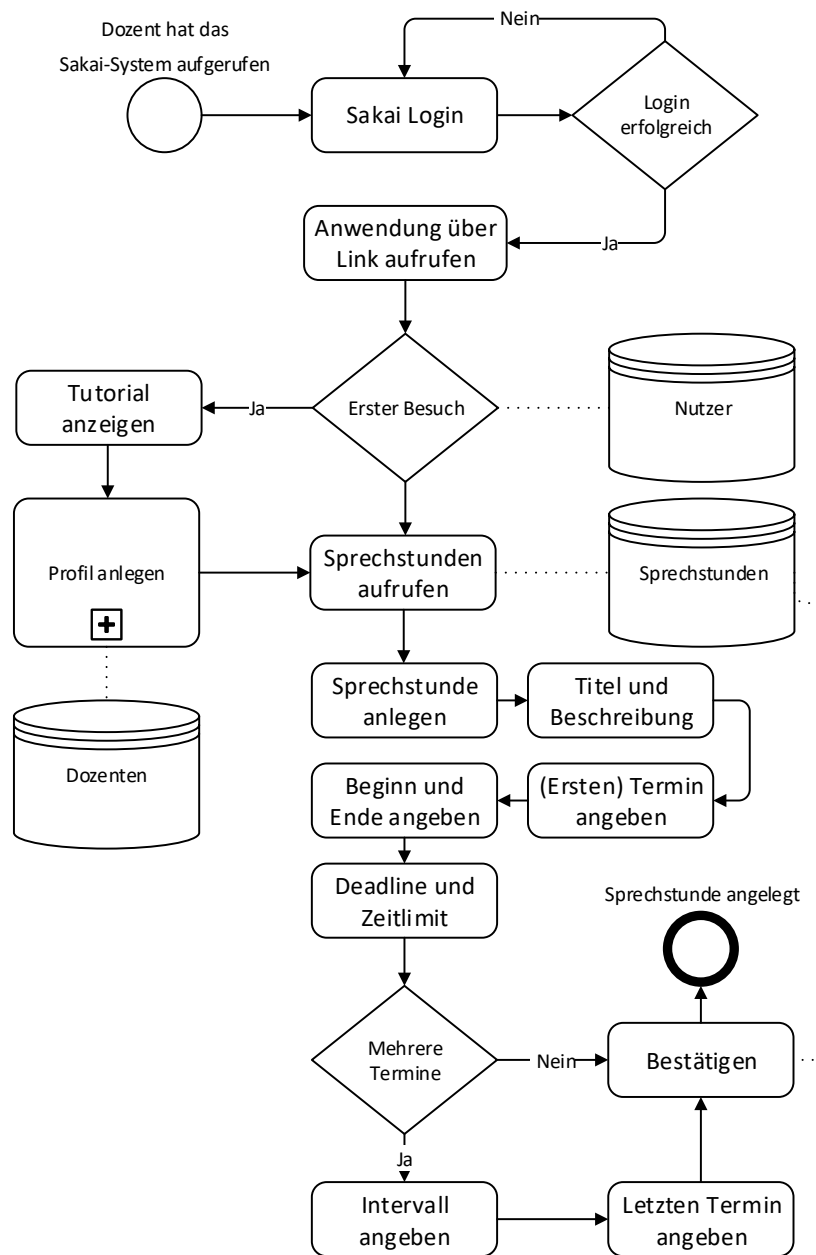 Dozent hat das
Sakai-System aufgerufen
Nein
Sakai Login
Login
erfolgreich
Anwendung über
Link aufrufen
Ja
Tutorial
anzeigen
Ja
Erster Besuch
Nutzer
Profil anlegen
Sprechstunden
aufrufen
Sprechstunden
Sprechstunde
anlegen
Titel und
Beschreibung
Dozenten
Beginn und
Ende angeben
(Ersten) Termin
angeben
Deadline und
Zeitlimit
Sprechstunde angelegt
Mehrere
Termine
Nein
Bestätigen
Ja
Intervall
angeben
Letzten Termin
angeben